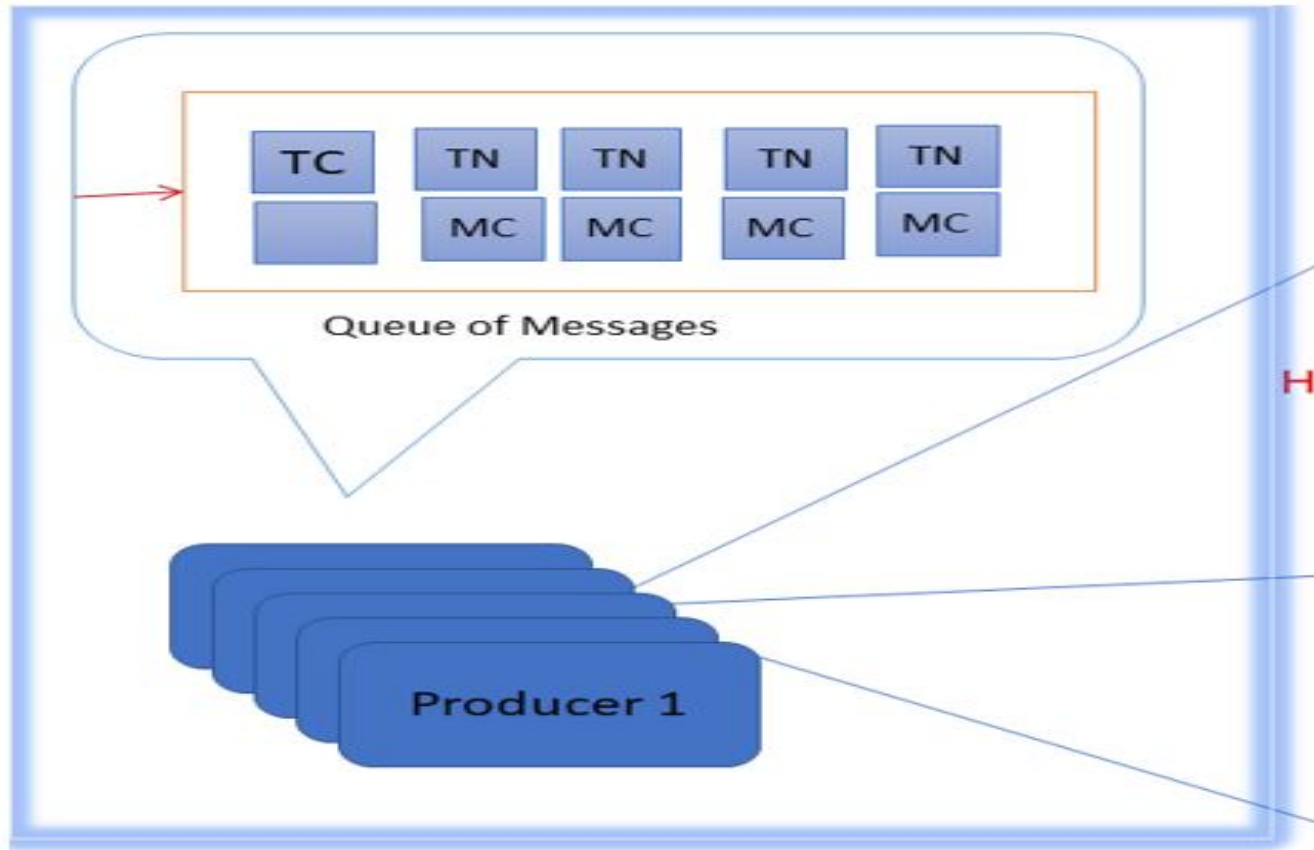 TC TN TN TN TN
MC MC MC MC
Queue of Messages
H
Producer 1